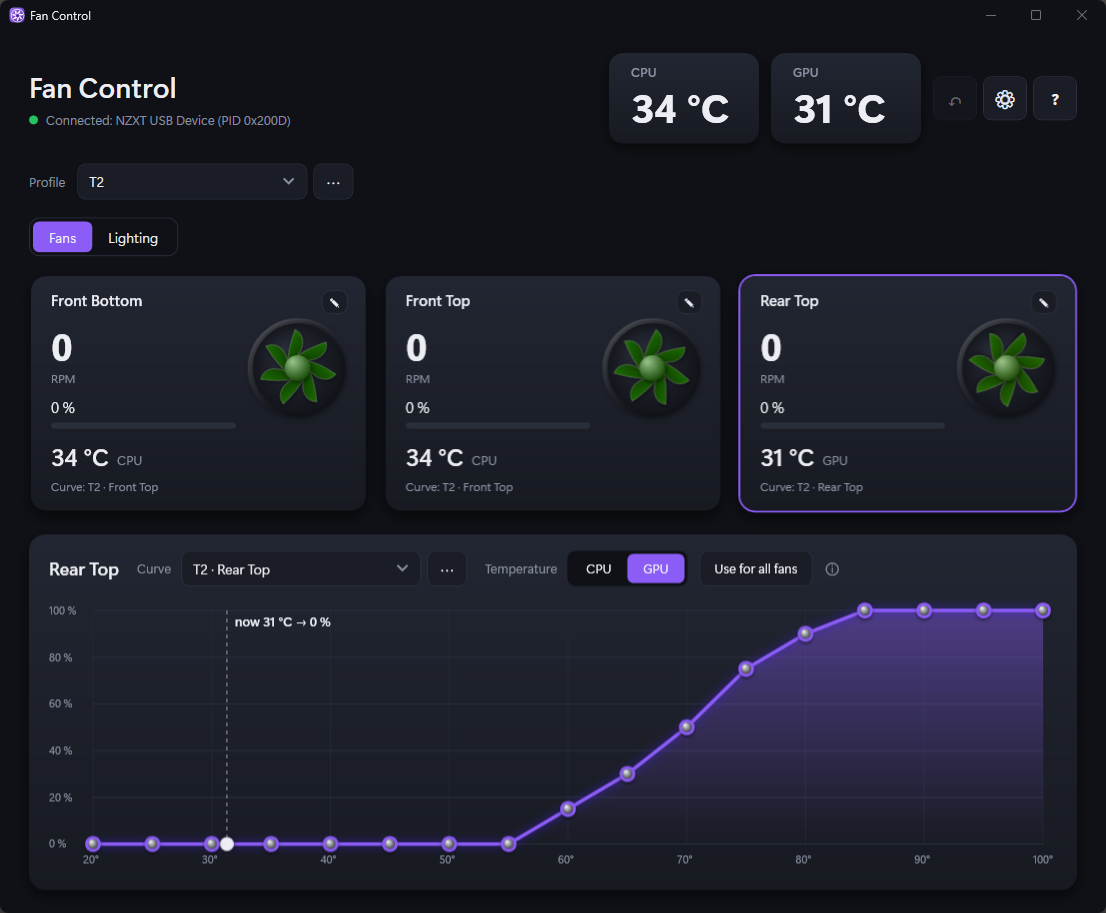 Fan Control
Fan Control
Connected: NZXT USB Device (PID 0x200D)
CPU
34 °C
GPU
31 °C
?
Profile
T2
...
Fans
Lighting
Front Bottom
0
RPM
0 %
34 °C CPU
Curve: T2 · Front Top
Front Top
0
RPM
0 %
34 °C CPU
Curve: T2 · Front Top
Rear Top
0
RPM
0 %
31 °C GPU
Curve: T2 · Rear Top
Rear Top Curve T2 · Rear Top ... Temperature CPU GPU Use for all fans
now 31 °C → 0 %
100 %
80 %
60 %
40 %
20 %
0 %
20° 30° 40° 50° 60° 70° 80° 90° 100°